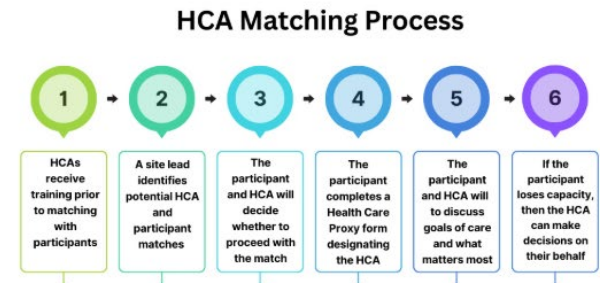 HCA Matching Process
1
2
3
4
5
6
HCAs
receive
training prior
to matching
with
participants
A site lead
identifies
potential HCA
and
participant
matches
The
participant
and HCA will
decide
whether to
proceed with
the match
The
participant
completes a
Health Care
Proxy form
designating
the HCA
The
participant
and HCA will
to discuss
goals of care
and what
matters most
If the
participant
loses capacity,
then the HCA
can make
decisions on
their behalf